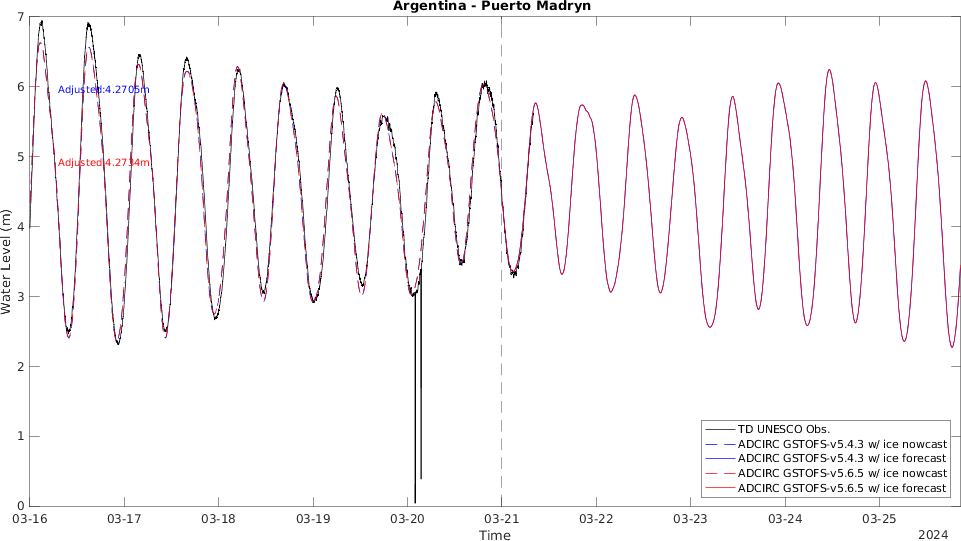 Argentina - Puerto Madryn
7
6
5
4
3
2
1
0
Water Level (m)
Adjusted:4.2705m
Adjusted:4.2734m
TD UNESCO Obs.
ADCIRC GSTOFS-v5.4.3 w/ ice nowcast
ADCIRC GSTOFS-v5.4.3 w/ ice forecast
ADCIRC GSTOFS-v5.6.5 w/ ice nowcast
ADCIRC GSTOFS-v5.6.5 w/ ice forecast
03-16 03-17 03-18 03-19 03-20 03-21 03-22 03-23 03-24 03-25
Time
2024